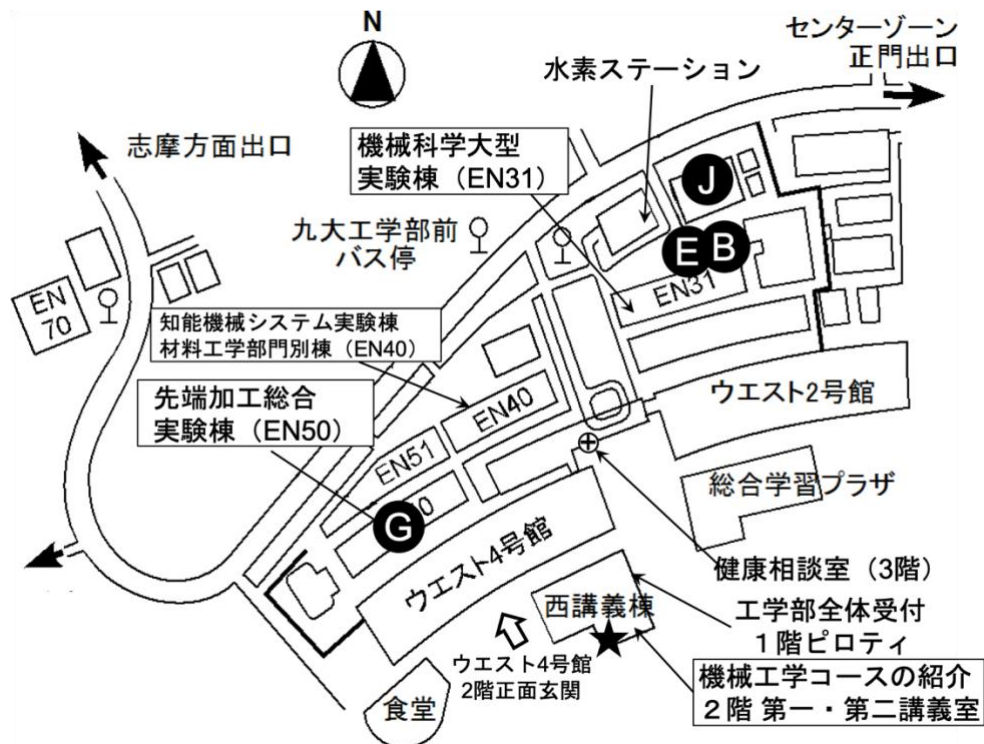 N
センターゾーン
正門出口
水素ステーション
志摩方面出口
機械科学大型
実験棟（EN31）
J
九大工学部前
バス停
E
B
EN31
EN
70
知能機械システム実験棟
材料工学部門別棟（EN40）
先端加工総合
実験棟（EN50）
EN40
ウエスト2号館
EN51
総合学習プラザ
G
0
ウエスト4号館
健康相談室（3階）
西講義棟
工学部全体受付
1階ピロティ
ウエスト4号館
2階正面玄関
機械工学コースの紹介
2階 第一・第二講義室
食堂